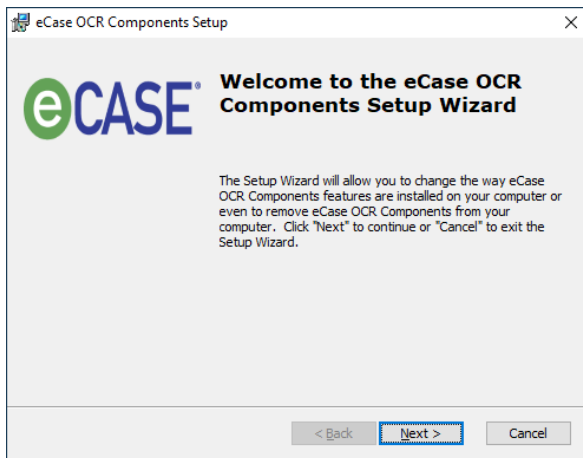 eCase OCR Components Setup
eCASE®
Welcome to the eCase OCR
Components Setup Wizard
The Setup Wizard will allow you to change the way eCase
OCR Components features are installed on your computer or
even to remove eCase OCR Components from your
computer. Click "Next" to continue or "Cancel" to exit the
Setup Wizard.
< Back
Next >
Cancel